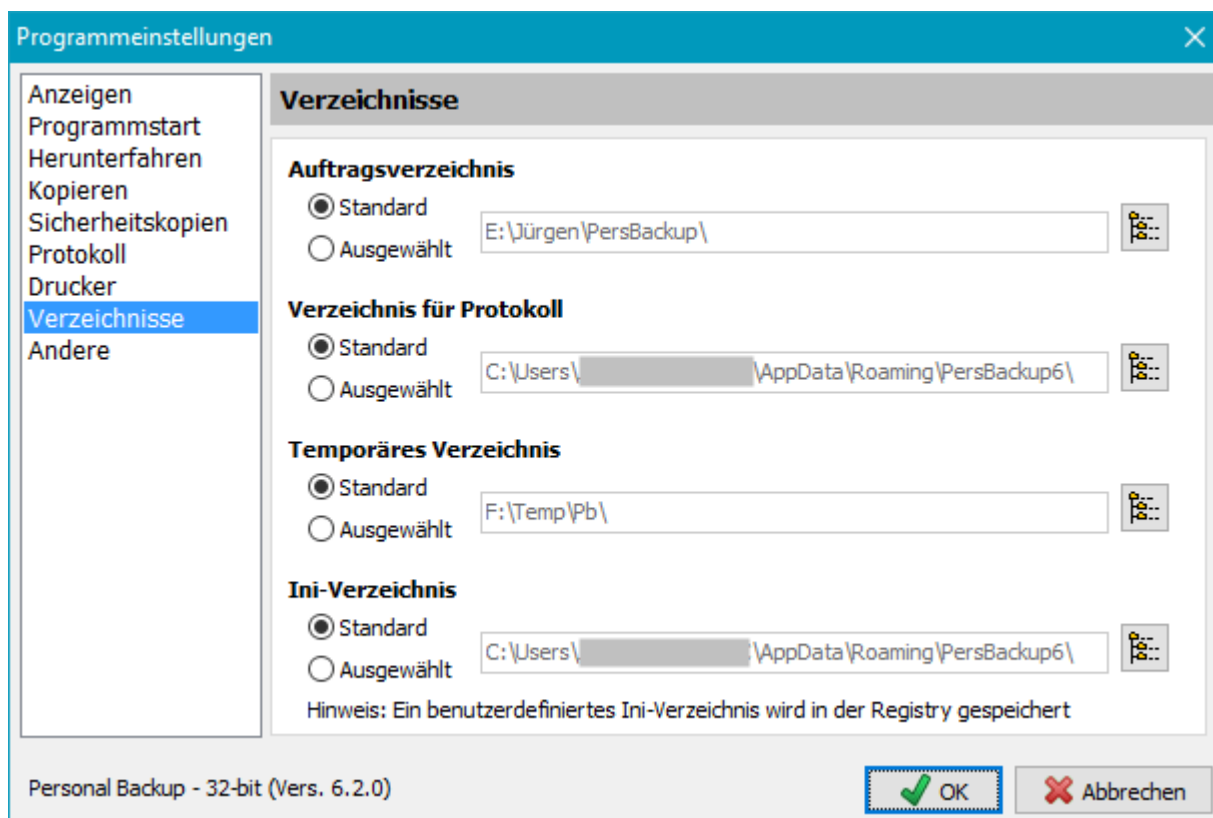 Programmeinstellungen
Anzeigen
Programmstart
Herunterfahren
Kopieren
Sicherheitskopien
Protokoll
Drucker
Verzeichnisse
Andere
Verzeichnisse
Auftragsverzeichnis
Standard
Ausgewählt
E:\Jürgen\PersBackup\
Verzeichnis für Protokoll
Standard
Ausgewählt
C:\Users\ \AppData\Roaming\PersBackup6\
Temporäres Verzeichnis
Standard
Ausgewählt
F:\Temp\Pb\
Ini-Verzeichnis
Standard
Ausgewählt
C:\Users\ \AppData\Roaming\PersBackup6\
Hinweis: Ein benutzerdefiniertes Ini-Verzeichnis wird in der Registry gespeichert
Personal Backup - 32-bit (Vers. 6.2.0)
OK
Abbrechen